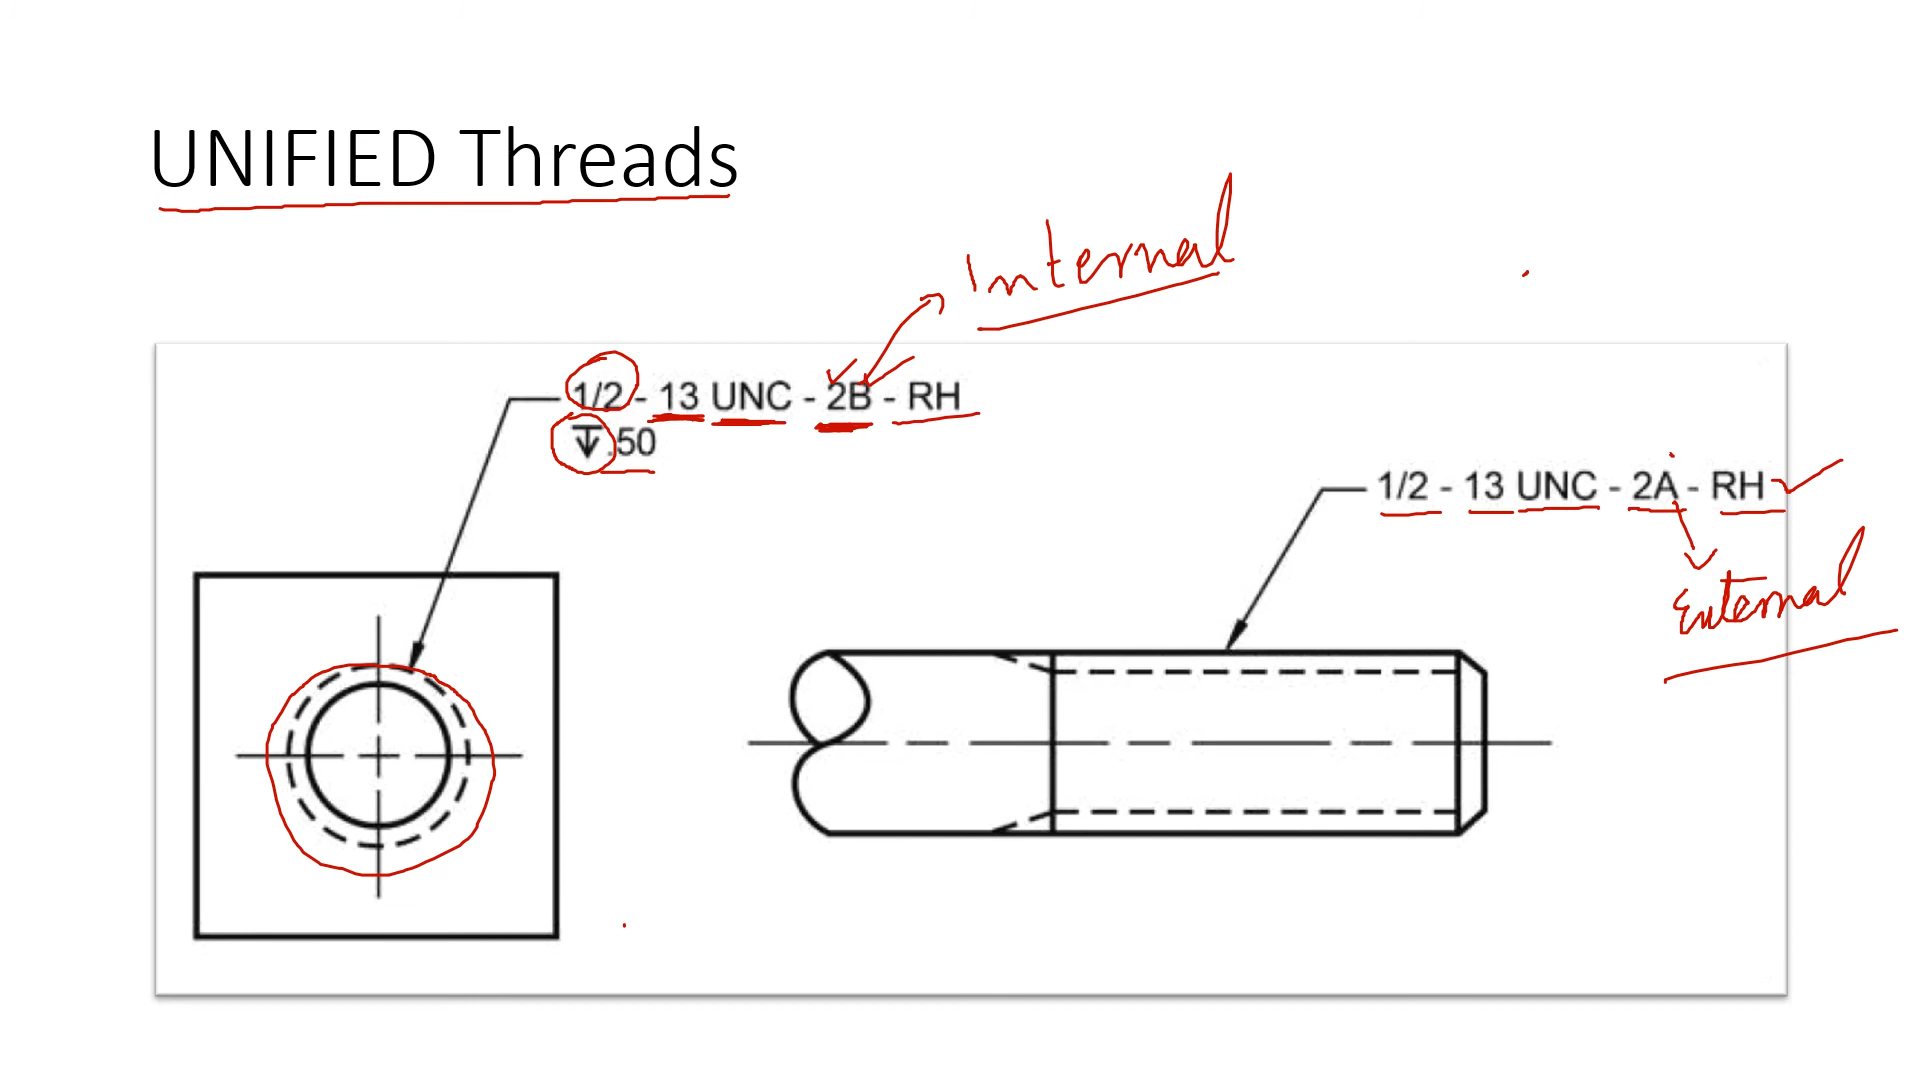 UNIFIED Threads
Internal
1/2 - 13 UNC - 2B - RH
↧ .50
1/2 - 13 UNC - 2A - RH
External